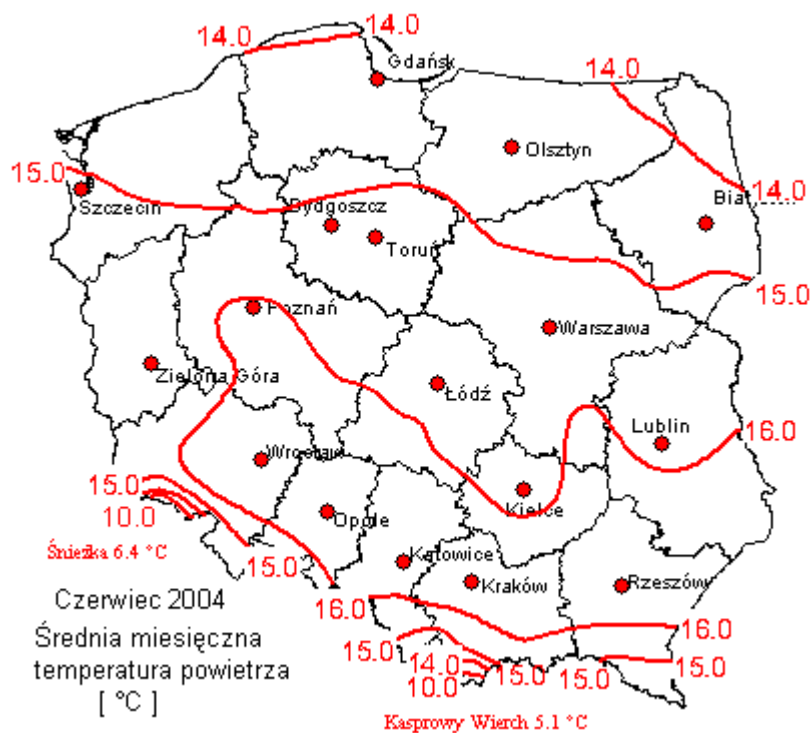 14.0
14.0
Gdańsk
14.0
Olsztyn
15.0
Szczecin
14.0
Bydgoszcz
Toruń
15.0
Poznań
Warszawa
Zielona Góra
Łódź
Lublin
16.0
Wrocław
15.0
10.0
Kielce
Opole
Śnieżka 6.4 °C
15.0
Katowice
Kraków
Rzeszów
Czerwiec 2004
16.0
16.0
Średnia miesięczna
15.0
temperatura powietrza
14.0
15.0
15.0
15.0
10.0
[ °C ]
Kasprowy Wierch 5.1 °C